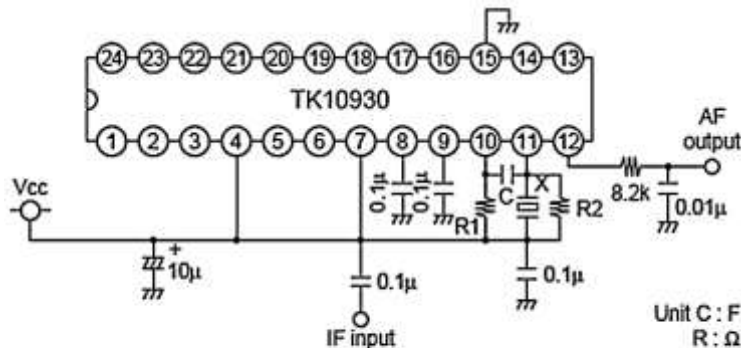 24 23 22 21 20 19 18 17 16 15 14 13
TK10930
1 2 3 4 5 6 7 8 9 10 11 12
AF
output
Vcc
0.1μ
0.1μ
C
X
R1
R2
8.2k
0.01μ
+
10μ
0.1μ
0.1μ
IF input
Unit C : F
R : Ω